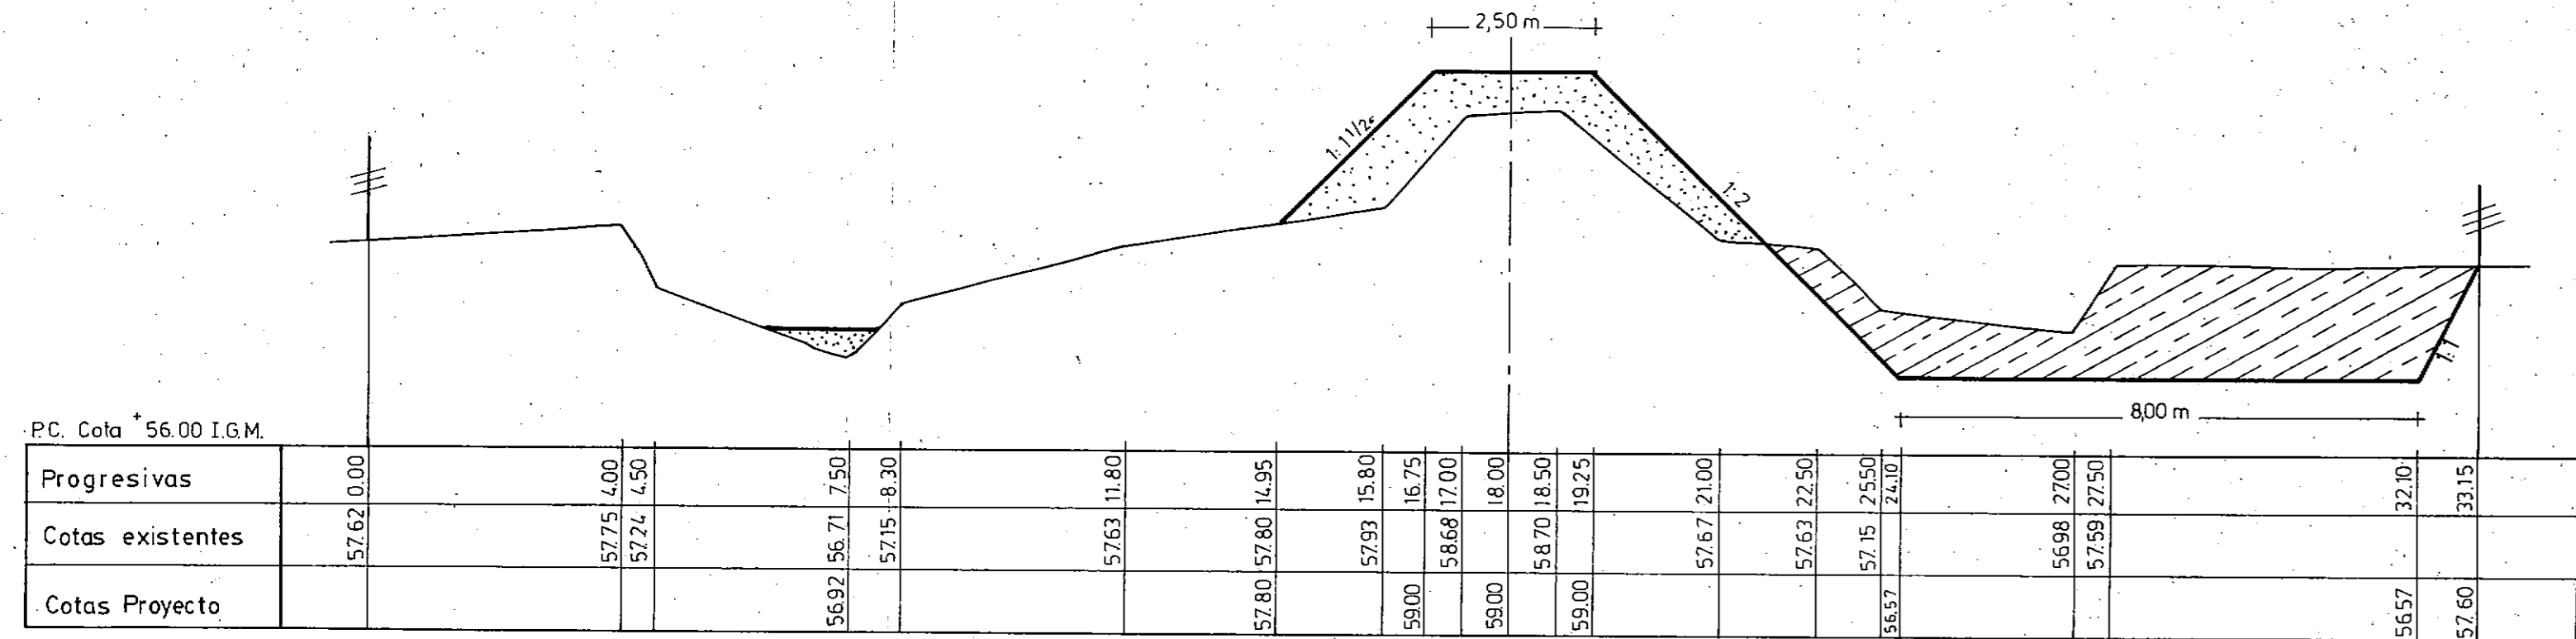 2,50 m
1:1 1/2
1:2
1:1
8,00 m
P.C. Cota +56.00 I.G.M.
Progresivas 0.00 4.00 4.50 7.50 8.30 11.80 14.95 15.80 16.75 17.00 18.00 18.50 19.25 21.00 22.50 25.50 24.10 27.00 27.50 32.10 33.15
Cotas existentes 57.62 57.75 57.24 56.71 57.15 57.63 57.80 57.93 58.68 58.70 57.67 57.63 57.15 56.98 57.59
Cotas Proyecto 56.92 57.80 59.00 59.00 59.00 56.57 56.57 57.60